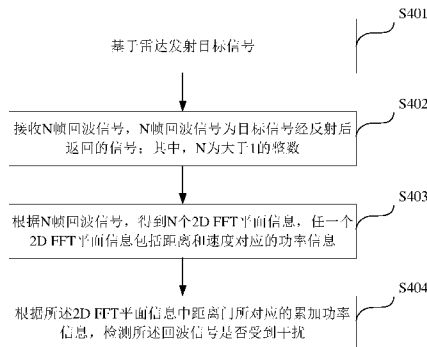 S401
基于雷达发射目标信号
S402
接收N帧回波信号，N帧回波信号为目标信号经反射后
返回的信号；其中，N为大于1的整数
S403
根据N帧回波信号，得到N个2D FFT平面信息，任一个
2D FFT平面信息包括距离和速度对应的功率信息
S404
根据所述2D FFT平面信息中距离门所对应的累加功率
信息，检测所述回波信号是否受到干扰